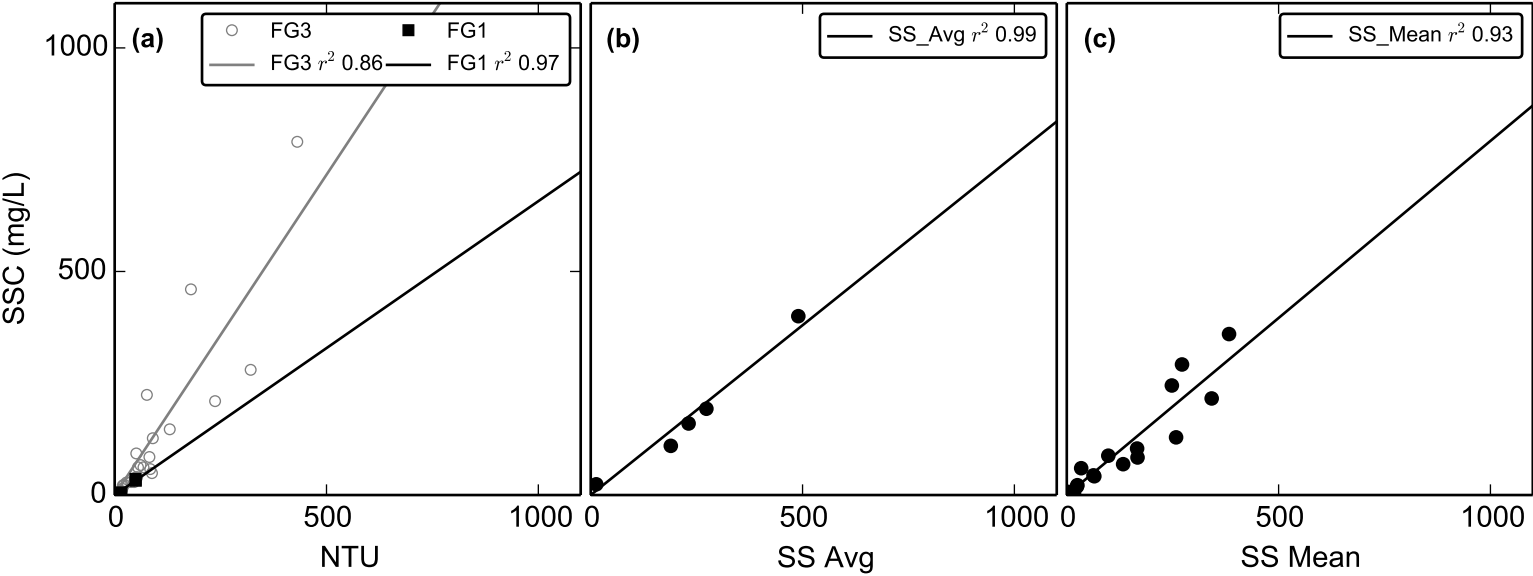 SSC (mg/L)
1000
500
0
(a)
FG3
FG1
FG3 r² 0.86
FG1 r² 0.97
0
500
1000
NTU
(b)
SS_Avg r² 0.99
0
500
1000
SS Avg
(c)
SS_Mean r² 0.93
0
500
1000
SS Mean